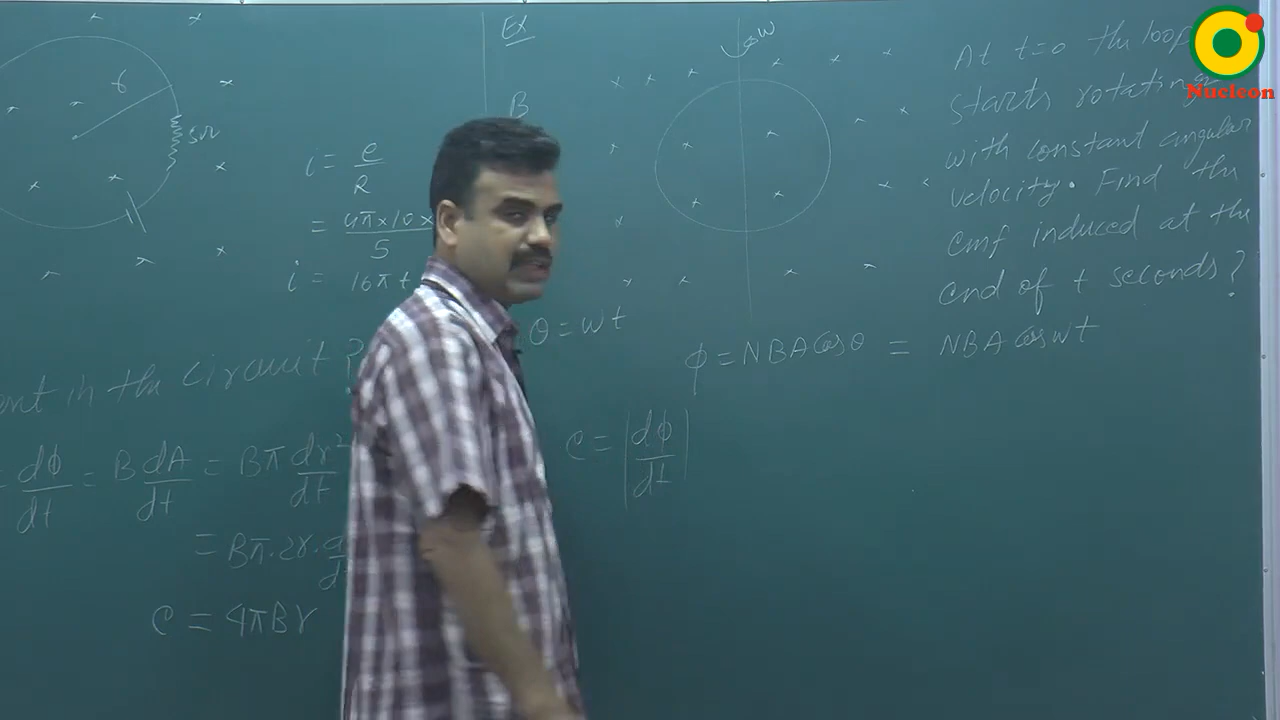 r
5Ω
i = e/R
= 4π×10×
5
i = 10πt
ent in the circuit?
= dφ/dt = B dA/dt = Bπ dr²/dt
= Bπ.2r.
e = 4πBr
Ex
B
ω
θ = ωt
At t=0 the loop
starts rotating
with constant angular
velocity. Find the
emf induced at the
end of t seconds?
φ = NBA cosθ = NBA cosωt
e = |dφ/dt|
Nucleon